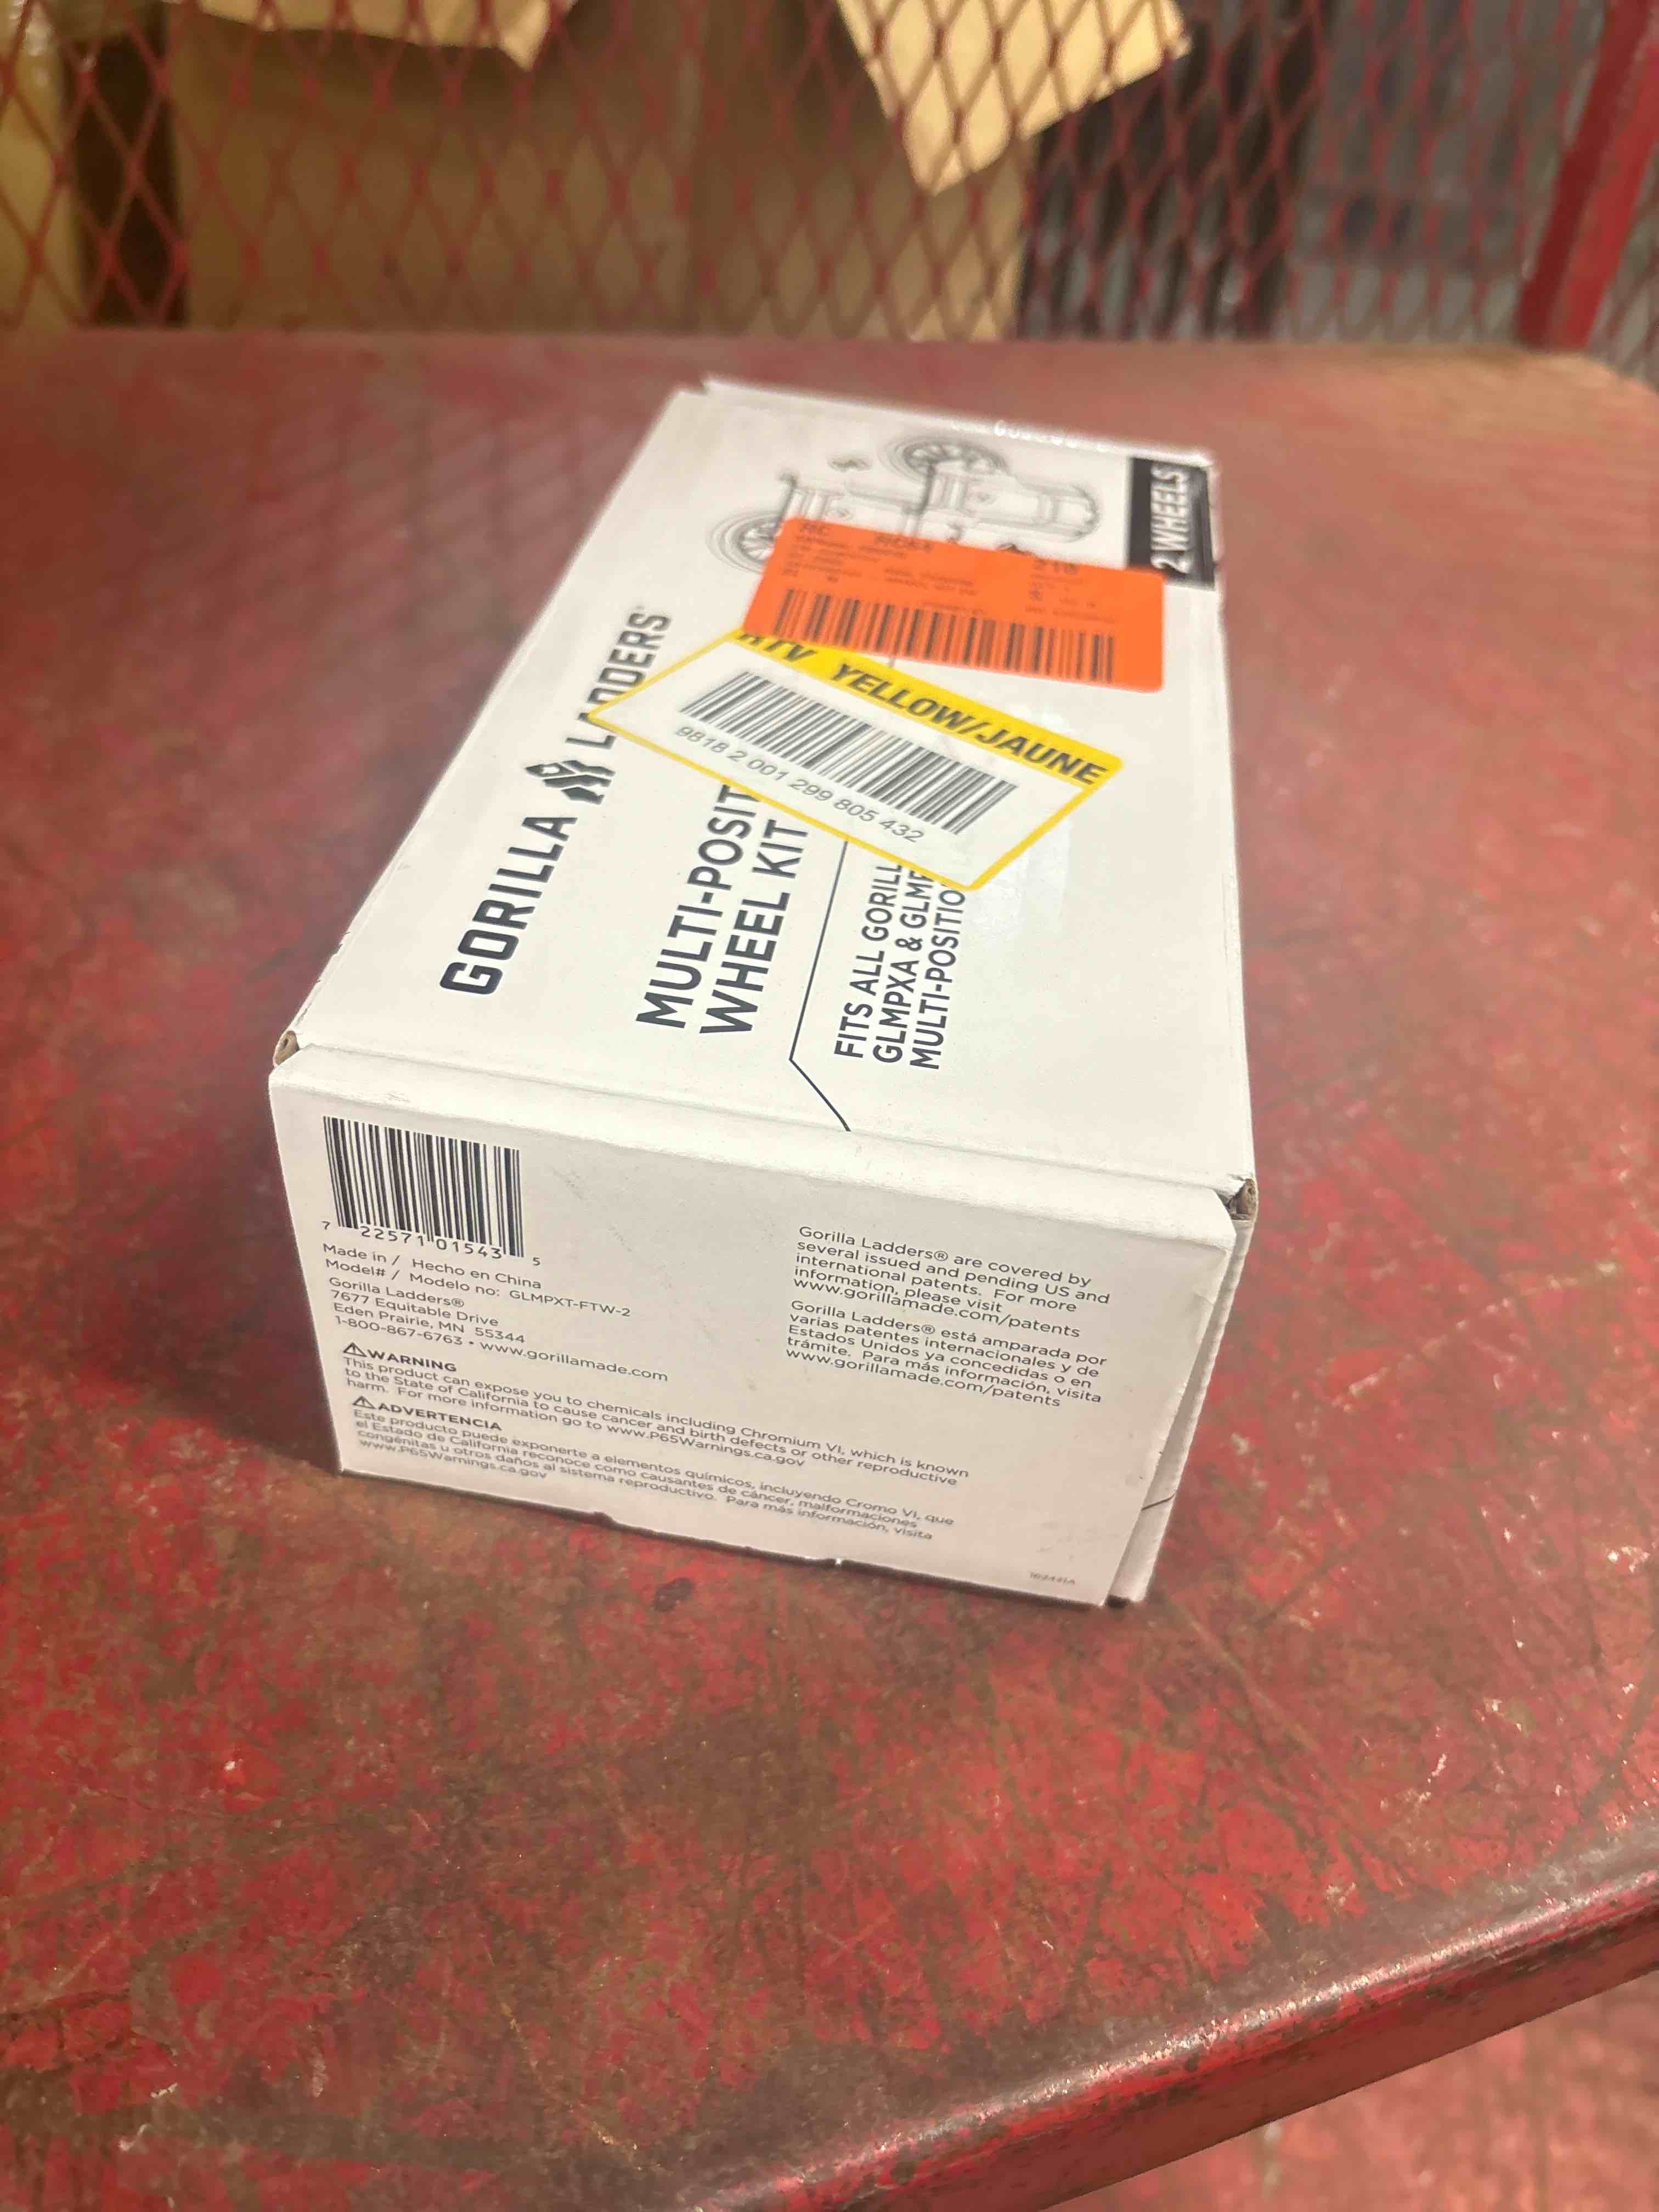 GORILLA LADDERS
MULTI-POSIT
WHEEL KIT
FITS ALL GORILL
GLMPXA & GLMP
MULTI-POSITIO
2 WHEELS
RTV YELLOW/JAUNE
9818 2 001 299 805 432
7 22571 01543 5
Made in / Hecho en China
Model# / Modelo no: GLMPXT-FTW-2
Gorilla Ladders®
7677 Equitable Drive
Eden Prairie, MN 55344
1-800-867-6763 • www.gorillamade.com
⚠WARNING
This product can expose you to chemicals including Chromium VI, which is known
to the State of California to cause cancer and birth defects or other reproductive
harm. For more information go to www.P65Warnings.ca.gov
⚠ADVERTENCIA
Este producto puede exponerte a elementos químicos, incluyendo Cromo VI, que
el Estado de California reconoce como causantes de cáncer, malformaciones
congénitas u otros daños al sistema reproductivo. Para más información, visita
www.P65Warnings.ca.gov
Gorilla Ladders® are covered by
several issued and pending US and
international patents. For more
information, please visit
www.gorillamade.com/patents
Gorilla Ladders® está amparada por
varias patentes internacionales y de
Estados Unidos ya concedidas o en
trámite. Para más información, visita
www.gorillamade.com/patents